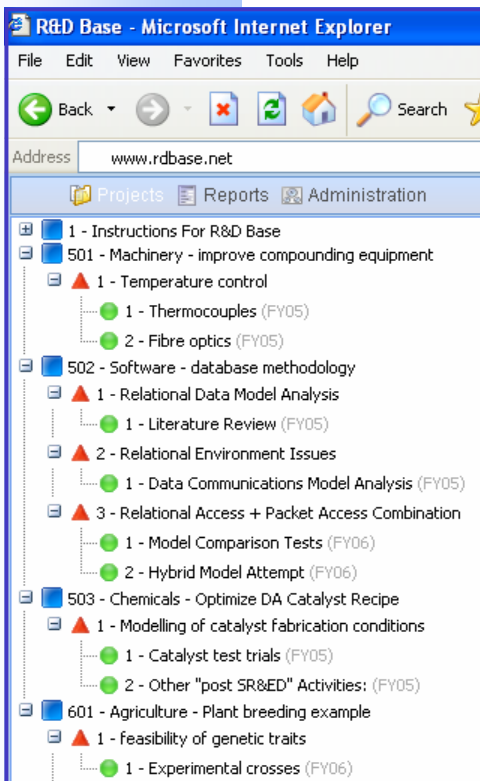 R&D Base - Microsoft Internet Explorer
File Edit View Favorites Tools Help
Back Search
Address www.rdbase.net
Projects Reports Administration
1 - Instructions For R&D Base
501 - Machinery - improve compounding equipment
1 - Temperature control
1 - Thermocouples (FY05)
2 - Fibre optics (FY05)
502 - Software - database methodology
1 - Relational Data Model Analysis
1 - Literature Review (FY05)
2 - Relational Environment Issues
1 - Data Communications Model Analysis (FY05)
3 - Relational Access + Packet Access Combination
1 - Model Comparison Tests (FY06)
2 - Hybrid Model Attempt (FY06)
503 - Chemicals - Optimize DA Catalyst Recipe
1 - Modelling of catalyst fabrication conditions
1 - Catalyst test trials (FY05)
2 - Other "post SR&ED" Activities: (FY05)
601 - Agriculture - Plant breeding example
1 - feasibility of genetic traits
1 - Experimental crosses (FY06)